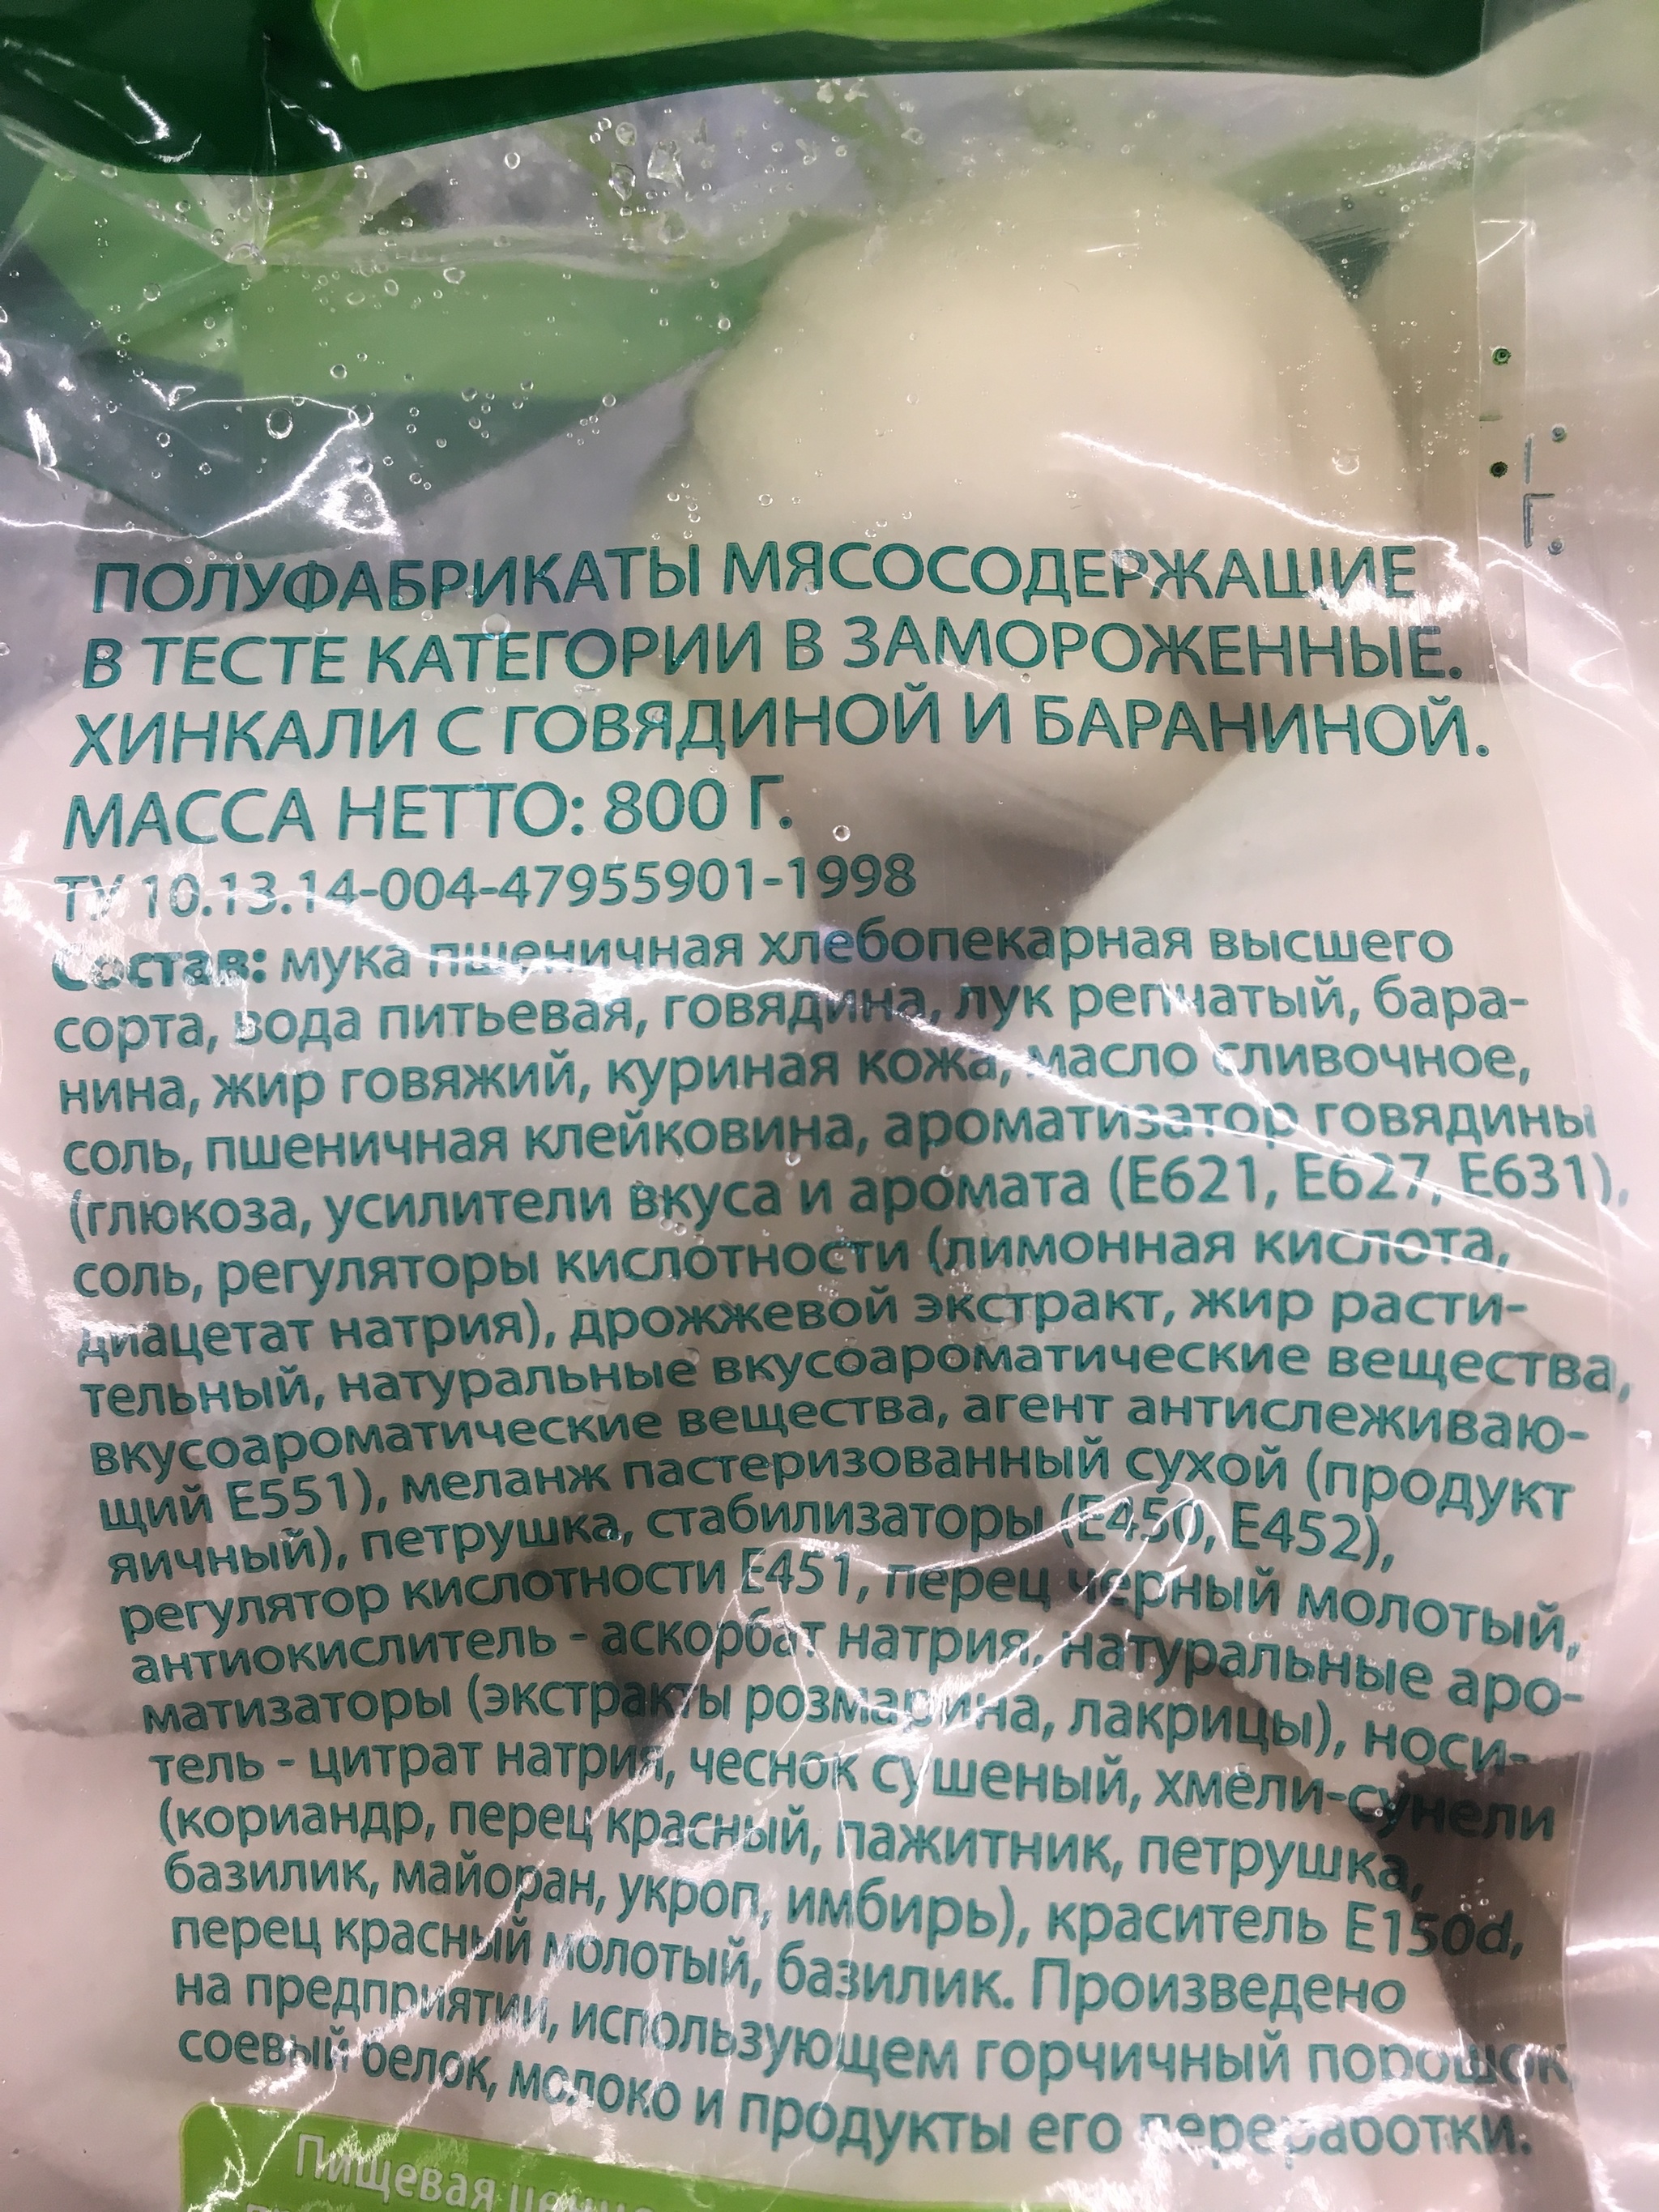 ПОЛУФАБРИКАТЫ МЯСОСОДЕРЖАЩИЕ
В ТЕСТЕ КАТЕГОРИИ В ЗАМОРОЖЕННЫЕ.
ХИНКАЛИ С ГОВЯДИНОЙ И БАРАНИНОЙ.
МАССА НЕТТО: 800 Г.
ТУ 10.13.14-004-47955901-1998
Состав: мука пшеничная хлебопекарная высшего
сорта, вода питьевая, говядина, лук репчатый, бара-
нина, жир говяжий, куриная кожа, масло сливочное,
соль, пшеничная клейковина, ароматизатор говядины
(глюкоза, усилители вкуса и аромата (Е621, Е627, Е631),
соль, регуляторы кислотности (лимонная кислота,
диацетат натрия), дрожжевой экстракт, жир расти-
тельный, натуральные вкусоароматические вещества,
вкусоароматические вещества, агент антислеживаю-
щий Е551), меланж пастеризованный сухой (продукт
яичный), петрушка, стабилизаторы (Е450, Е452),
регулятор кислотности Е451, перец черный молотый,
антиокислитель - аскорбат натрия, натуральные аро-
матизаторы (экстракты розмарина, лакрицы), носи-
тель - цитрат натрия, чеснок сушеный, хмели-сунели
(кориандр, перец красный, пажитник, петрушка,
базилик, майоран, укроп, имбирь), краситель Е150d,
перец красный молотый, базилик. Произведено
на предприятии, использующем горчичный порошок,
соевый белок, молоко и продукты его переработки.
Пищевая